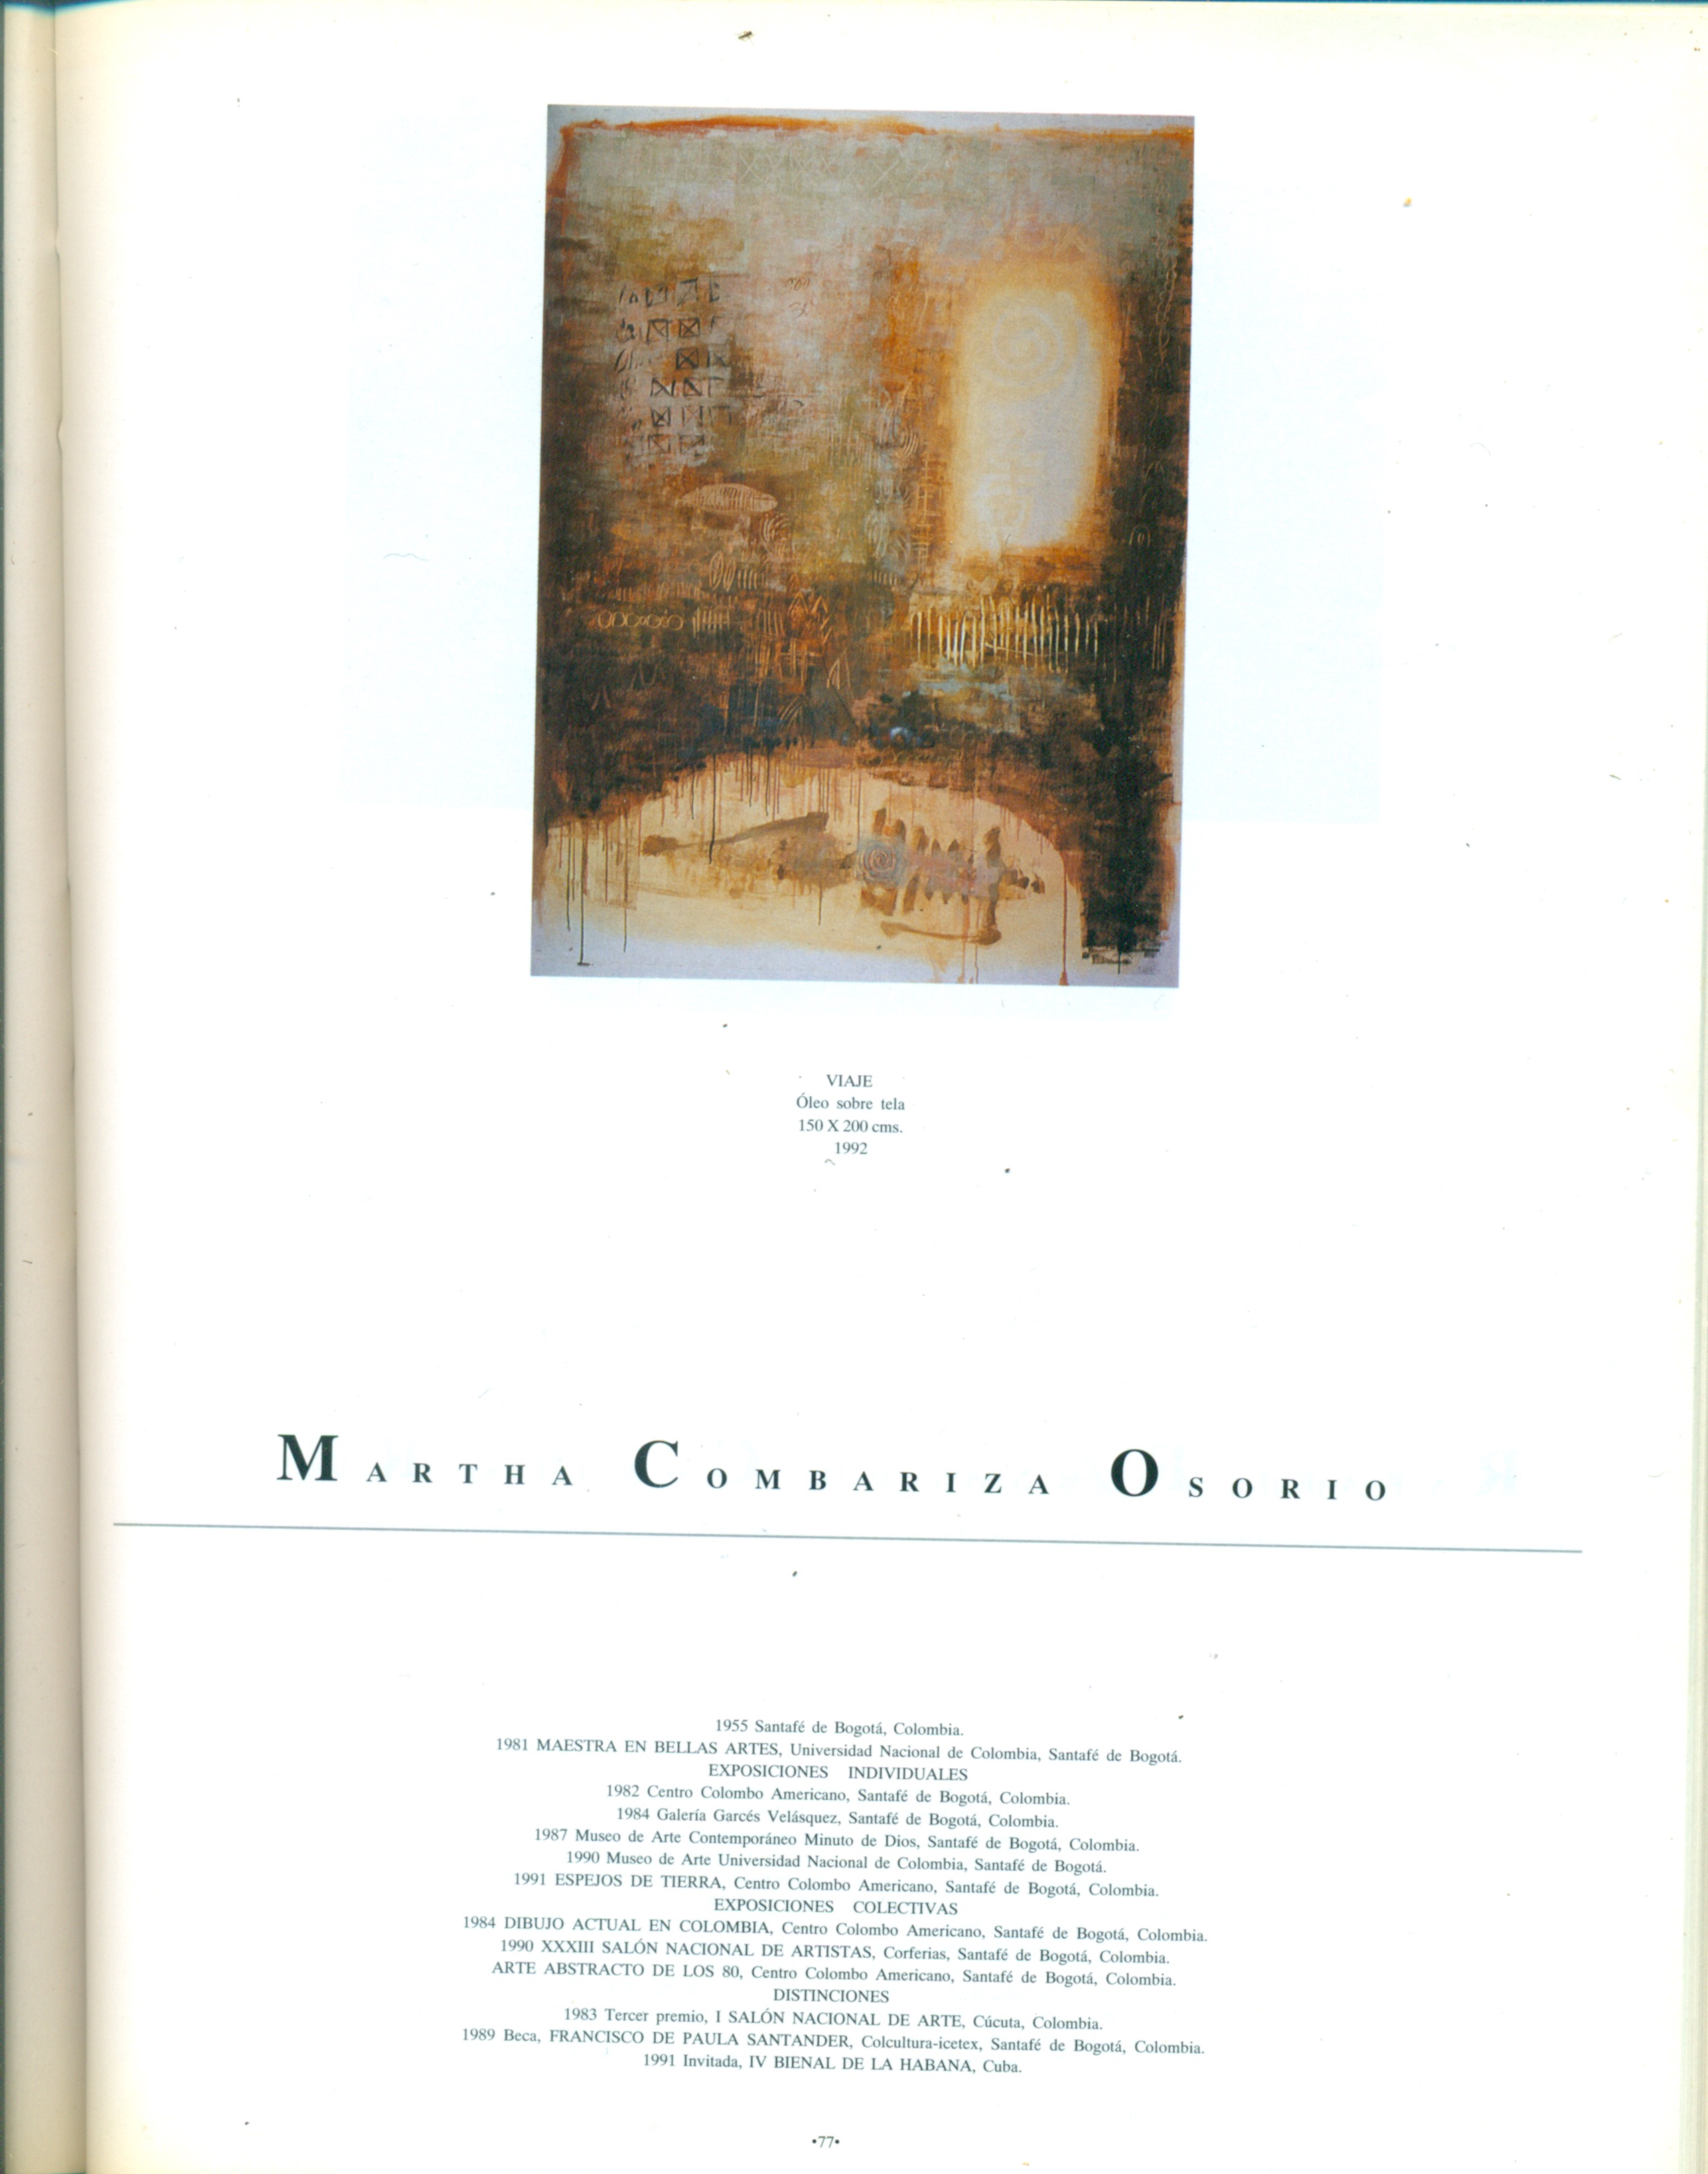 VIAJE
Óleo sobre tela
150 X 200 cms.
1992
MARTHA COMBARIZA OSORIO
1955 Santafé de Bogotá, Colombia.
1981 MAESTRA EN BELLAS ARTES, Universidad Nacional de Colombia, Santafé de Bogotá.
EXPOSICIONES INDIVIDUALES
1982 Centro Colombo Americano, Santafé de Bogotá, Colombia.
1984 Galería Garcés Velásquez, Santafé de Bogotá, Colombia.
1987 Museo de Arte Contemporáneo Minuto de Dios, Santafé de Bogotá, Colombia.
1990 Museo de Arte Universidad Nacional de Colombia, Santafé de Bogotá.
1991 ESPEJOS DE TIERRA, Centro Colombo Americano, Santafé de Bogotá, Colombia.
EXPOSICIONES COLECTIVAS
1984 DIBUJO ACTUAL EN COLOMBIA, Centro Colombo Americano, Santafé de Bogotá, Colombia.
1990 XXXIII SALÓN NACIONAL DE ARTISTAS, Corferias, Santafé de Bogotá, Colombia.
ARTE ABSTRACTO DE LOS 80, Centro Colombo Americano, Santafé de Bogotá, Colombia.
DISTINCIONES
1983 Tercer premio, I SALÓN NACIONAL DE ARTE, Cúcuta, Colombia.
1989 Beca, FRANCISCO DE PAULA SANTANDER, Colcultura-icetex, Santafé de Bogotá, Colombia.
1991 Invitada, IV BIENAL DE LA HABANA, Cuba.
•77•